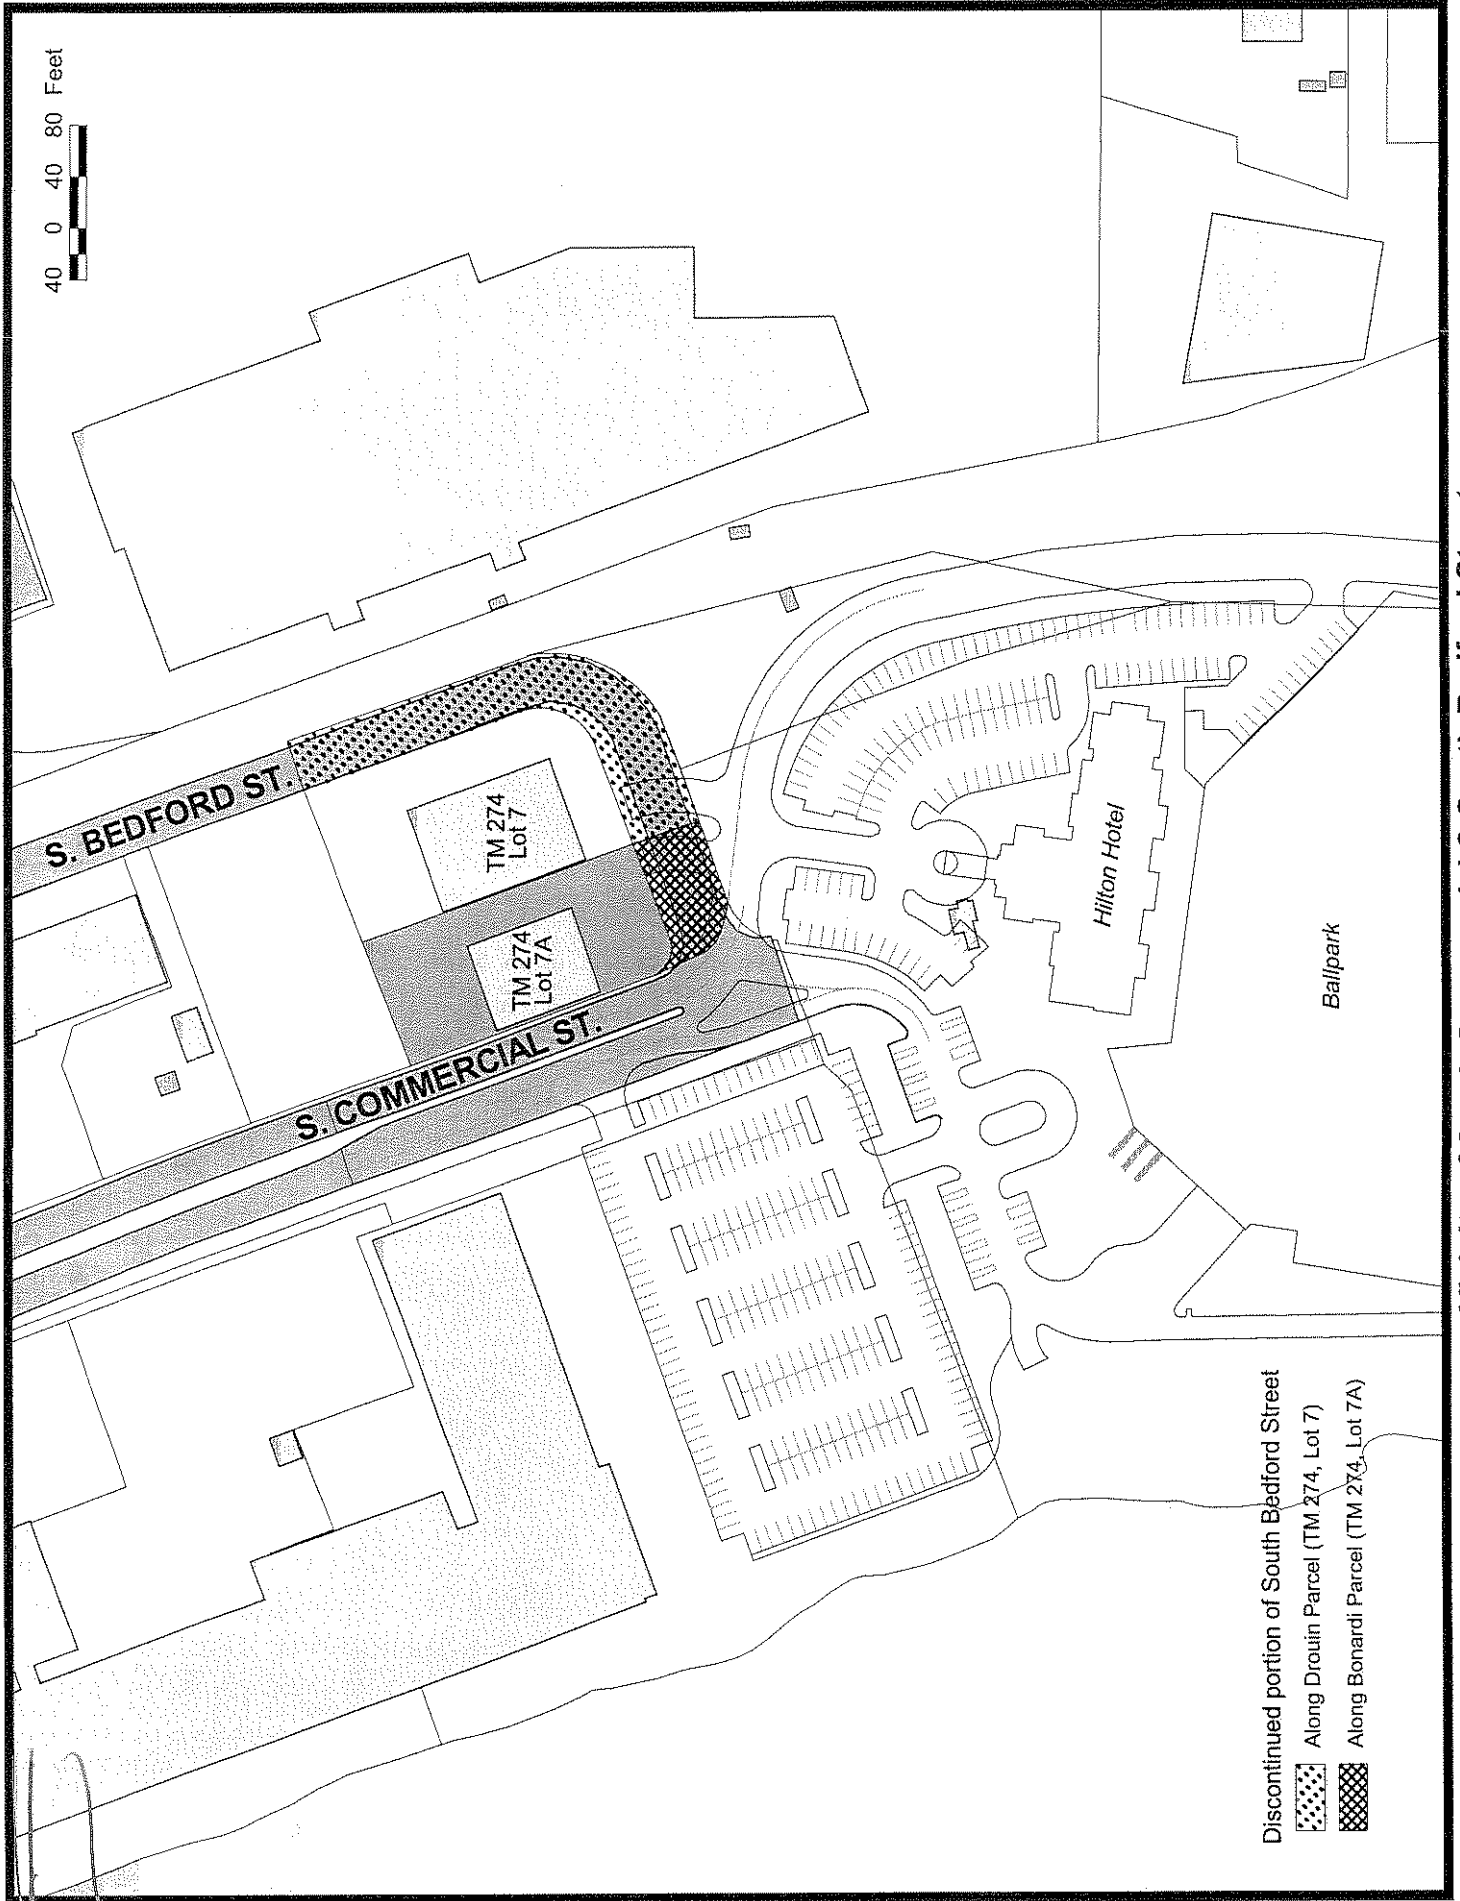 40 0 40 80 Feet
S. BEDFORD ST.
TM 274
Lot 7
TM 274
Lot 7A
S. COMMERCIAL ST.
Hilton Hotel
Ballpark
Discontinued portion of South Bedford Street
Along Drouin Parcel (TM 274, Lot 7)
Along Bonardi Parcel (TM 274, Lot 7A)